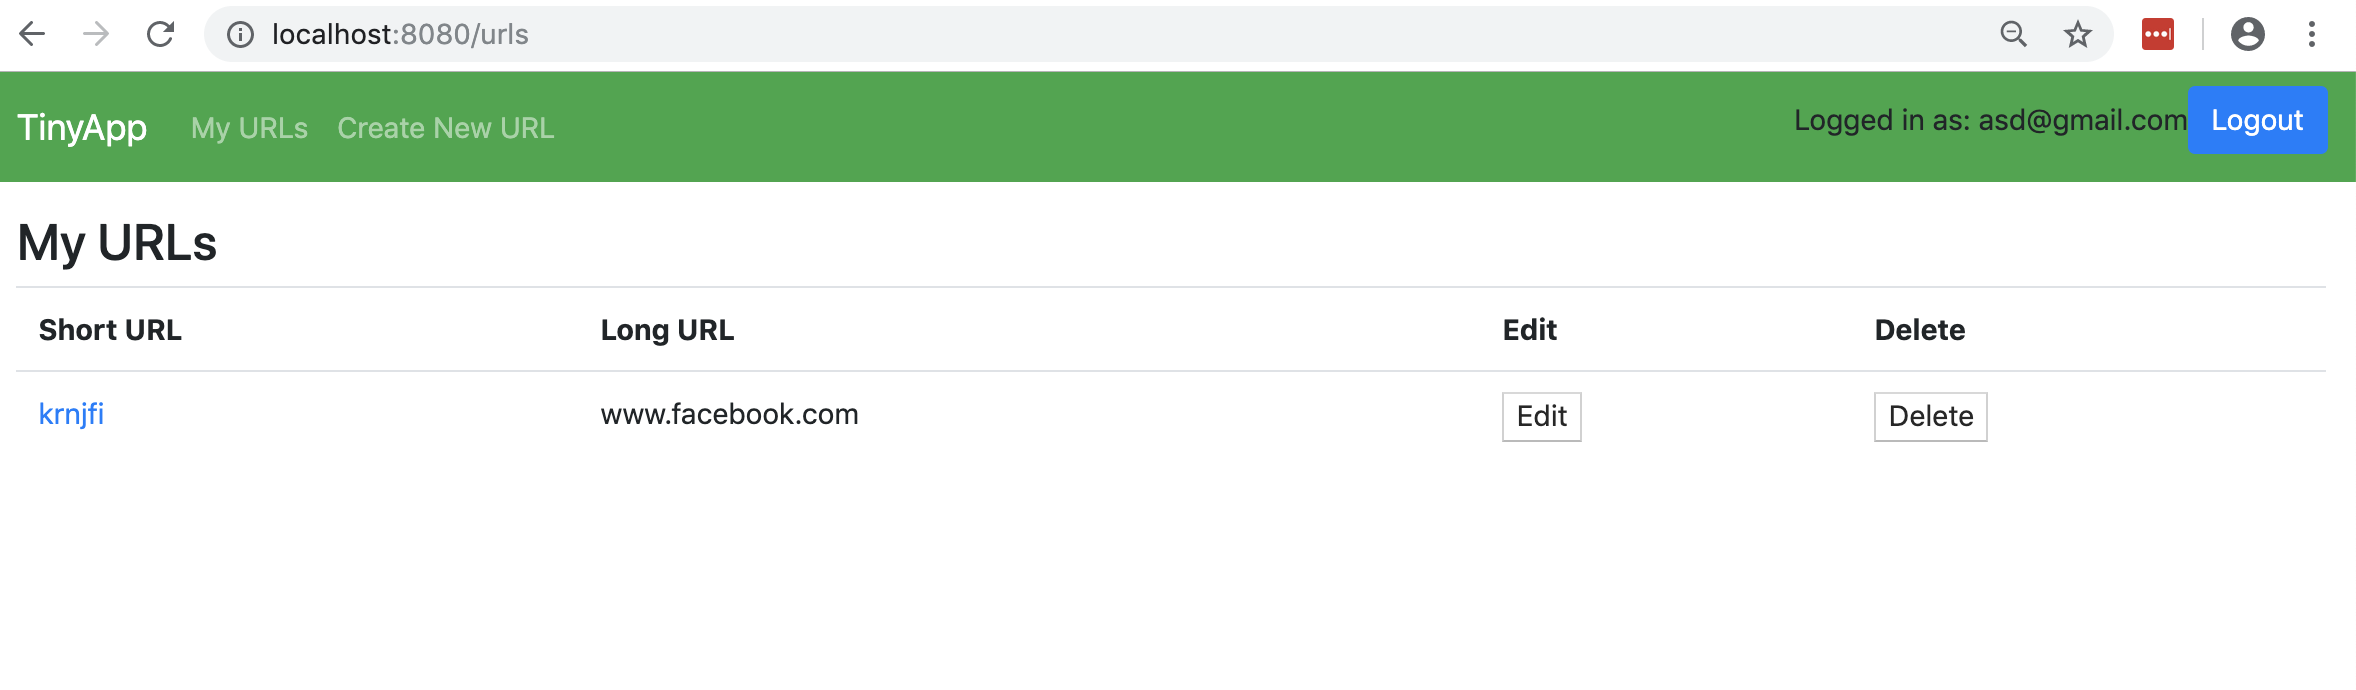 localhost:8080/urls
TinyApp My URLs Create New URL Logged in as: asd@gmail.com Logout
My URLs
Short URL Long URL Edit Delete
krnjfi www.facebook.com Edit Delete